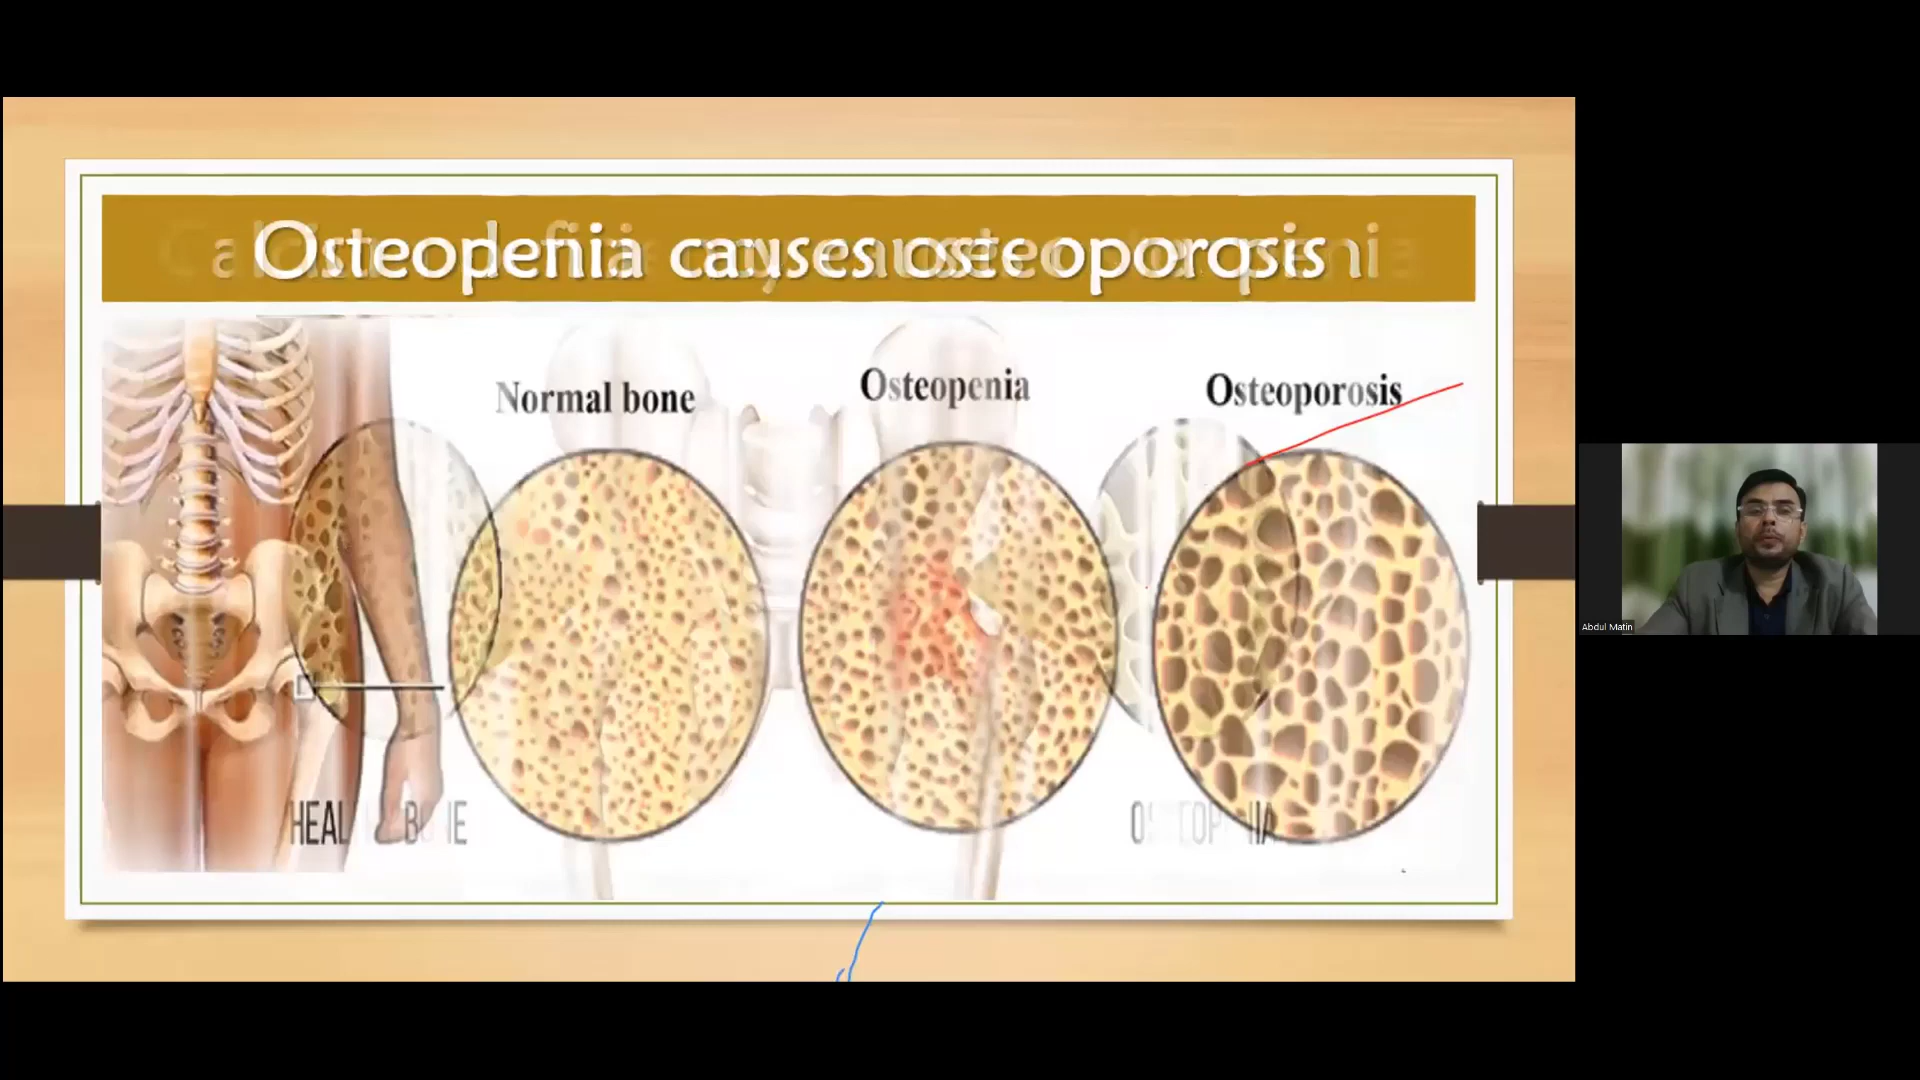 Osteopenia causes osteoporosis
Normal bone
Osteopenia
Osteoporosis
Abdul Matin